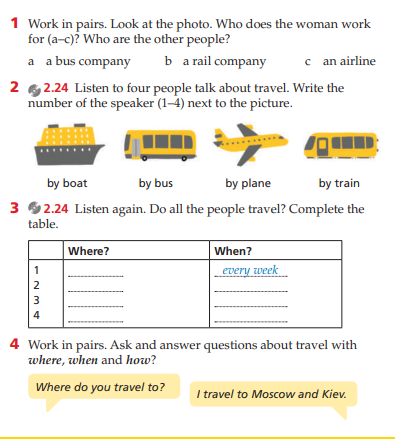 1 Work in pairs. Look at the photo. Who does the woman work
for (a–c)? Who are the other people?
a a bus company b a rail company c an airline
2 2.24 Listen to four people talk about travel. Write the
number of the speaker (1–4) next to the picture.
by boat by bus by plane by train
3 2.24 Listen again. Do all the people travel? Complete the
table.
Where? When?
1 every week
2
3
4
4 Work in pairs. Ask and answer questions about travel with
where, when and how?
Where do you travel to?
I travel to Moscow and Kiev.